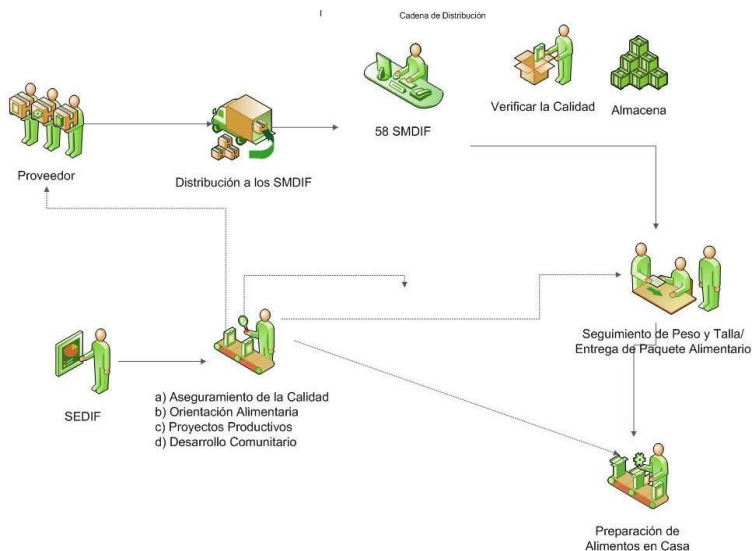 I
Cadena de Distribución
Verificar la Calidad
Almacena
58 SMDIF
Proveedor
Distribución a los SMDIF
Seguimiento de Peso y Talla/
Entrega de Paquete Alimentario
SEDIF
a) Aseguramiento de la Calidad
b) Orientación Alimentaria
c) Proyectos Productivos
d) Desarrollo Comunitario
Preparación de
Alimentos en Casa